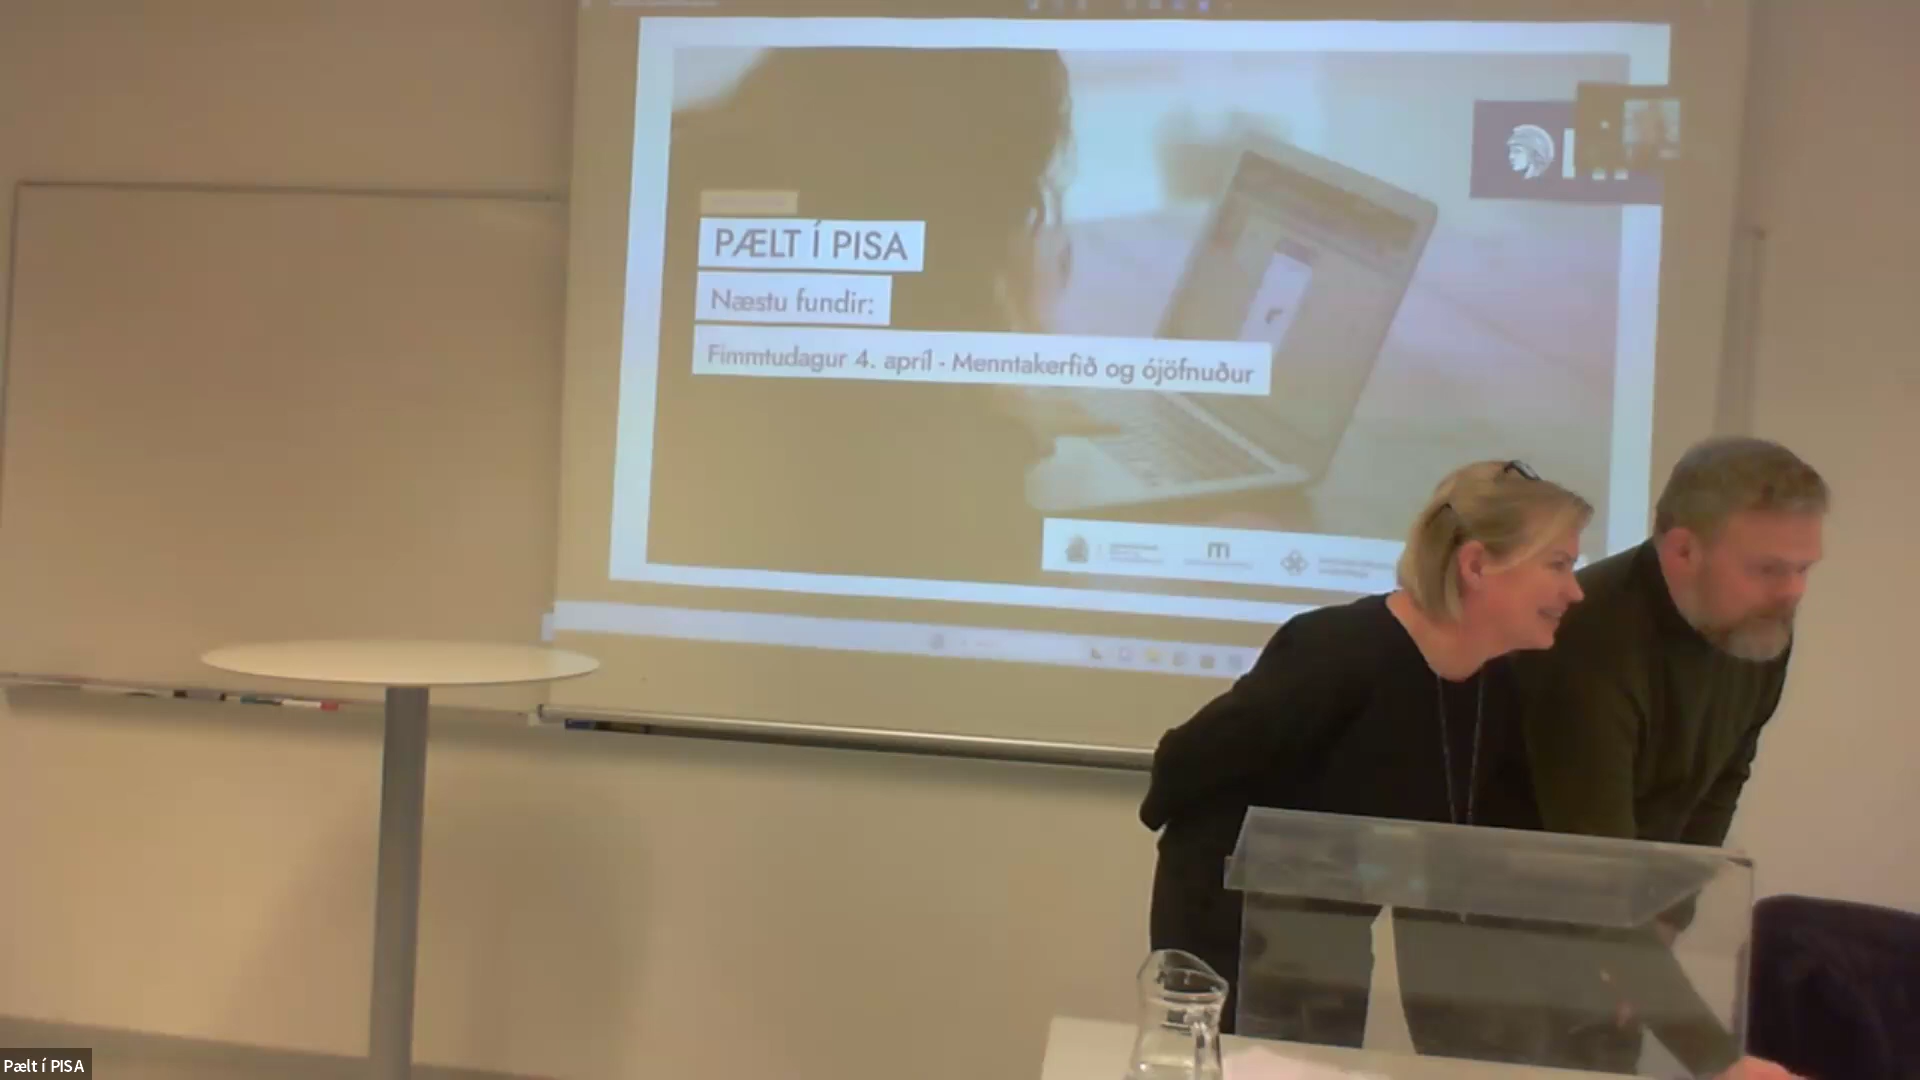 PÆLT Í PISA
Næstu fundir:
Fimmtudagur 4. apríl - Menntakerfið og ójöfnuður
Pælt í PISA